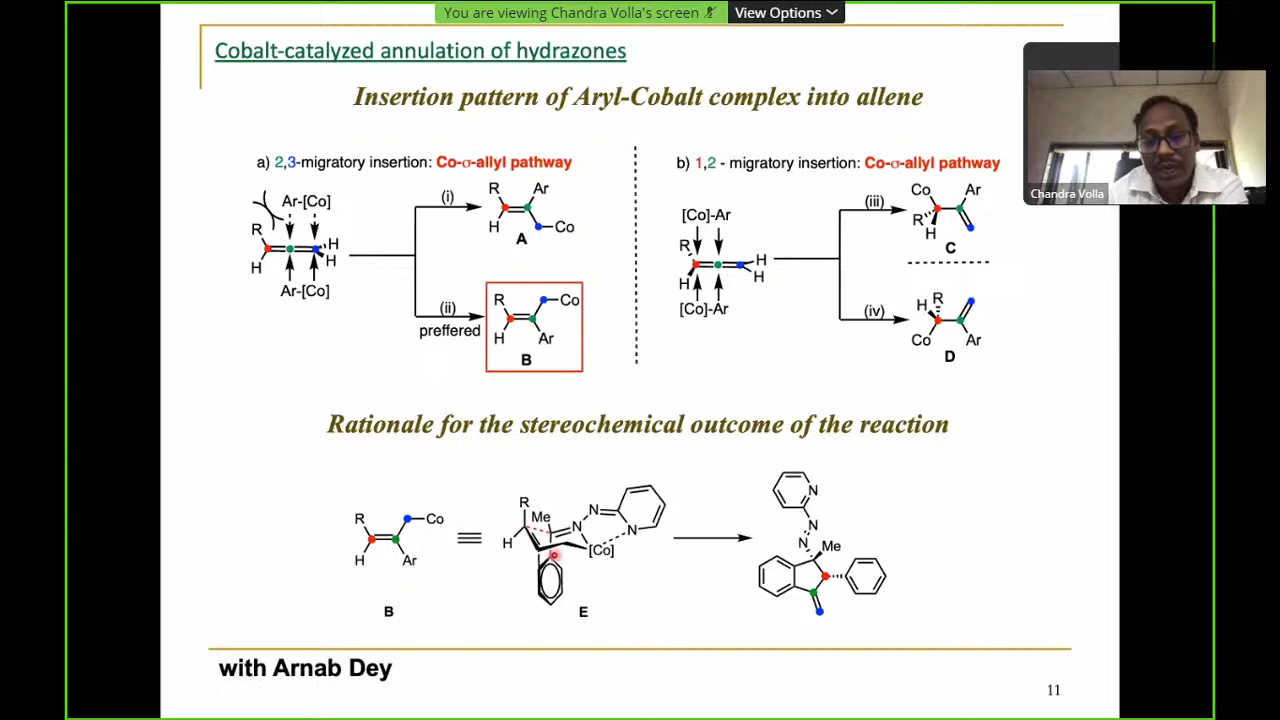 You are viewing Chandra Volla's screen
View Options
Cobalt-catalyzed annulation of hydrazones
Insertion pattern of Aryl-Cobalt complex into allene
a) 2,3-migratory insertion: Co-σ-allyl pathway
b) 1,2 - migratory insertion: Co-σ-allyl pathway
Chandra Volla
Ar-[Co]
R
H
H
H
Ar-[Co]
(i)
R
Ar
H
Co
A
(ii)
preffered
R
Co
H
Ar
B
[Co]-Ar
R
H
H
H
[Co]-Ar
(iii)
Co
Ar
R
H
C
(iv)
H
R
Co
Ar
D
Rationale for the stereochemical outcome of the reaction
R
Co
H
Ar
B
R
Me
N
N
N
H
[Co]
E
N
N
N
Me
with Arnab Dey
11